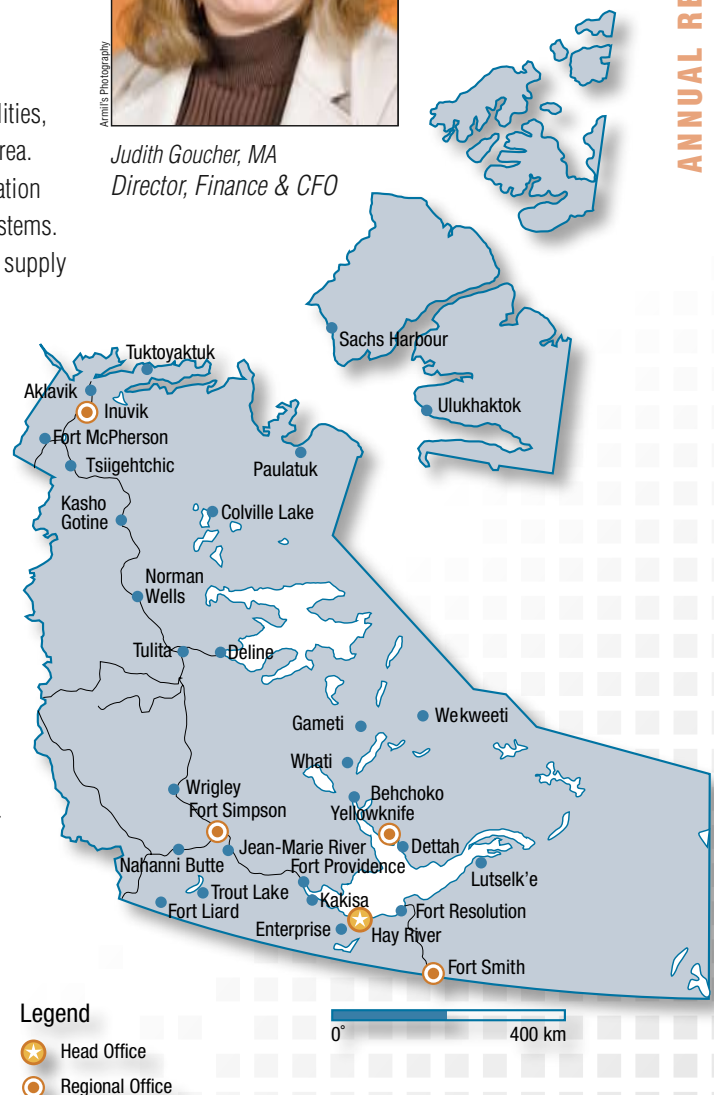 Armil's Photography
lities,
rea.
ation
stems.
supply
Judith Goucher, MA
Director, Finance & CFO
ANNUAL RE
Tuktoyaktuk
Sachs Harbour
Aklavik
Inuvik
Ulukhaktok
Fort McPherson
Tsiigehtchic
Paulatuk
Kasho
Gotine
Colville Lake
Norman
Wells
Tulita
Deline
Gameti
Wekweeti
Whati
Wrigley
Behchoko
Fort Simpson
Yellowknife
Jean-Marie River
Dettah
Nahanni Butte
Fort Providence
Lutselk'e
Trout Lake
Kakisa
Fort Liard
Fort Resolution
Enterprise
Hay River
Fort Smith
Legend
Head Office
Regional Office
0°
400 km